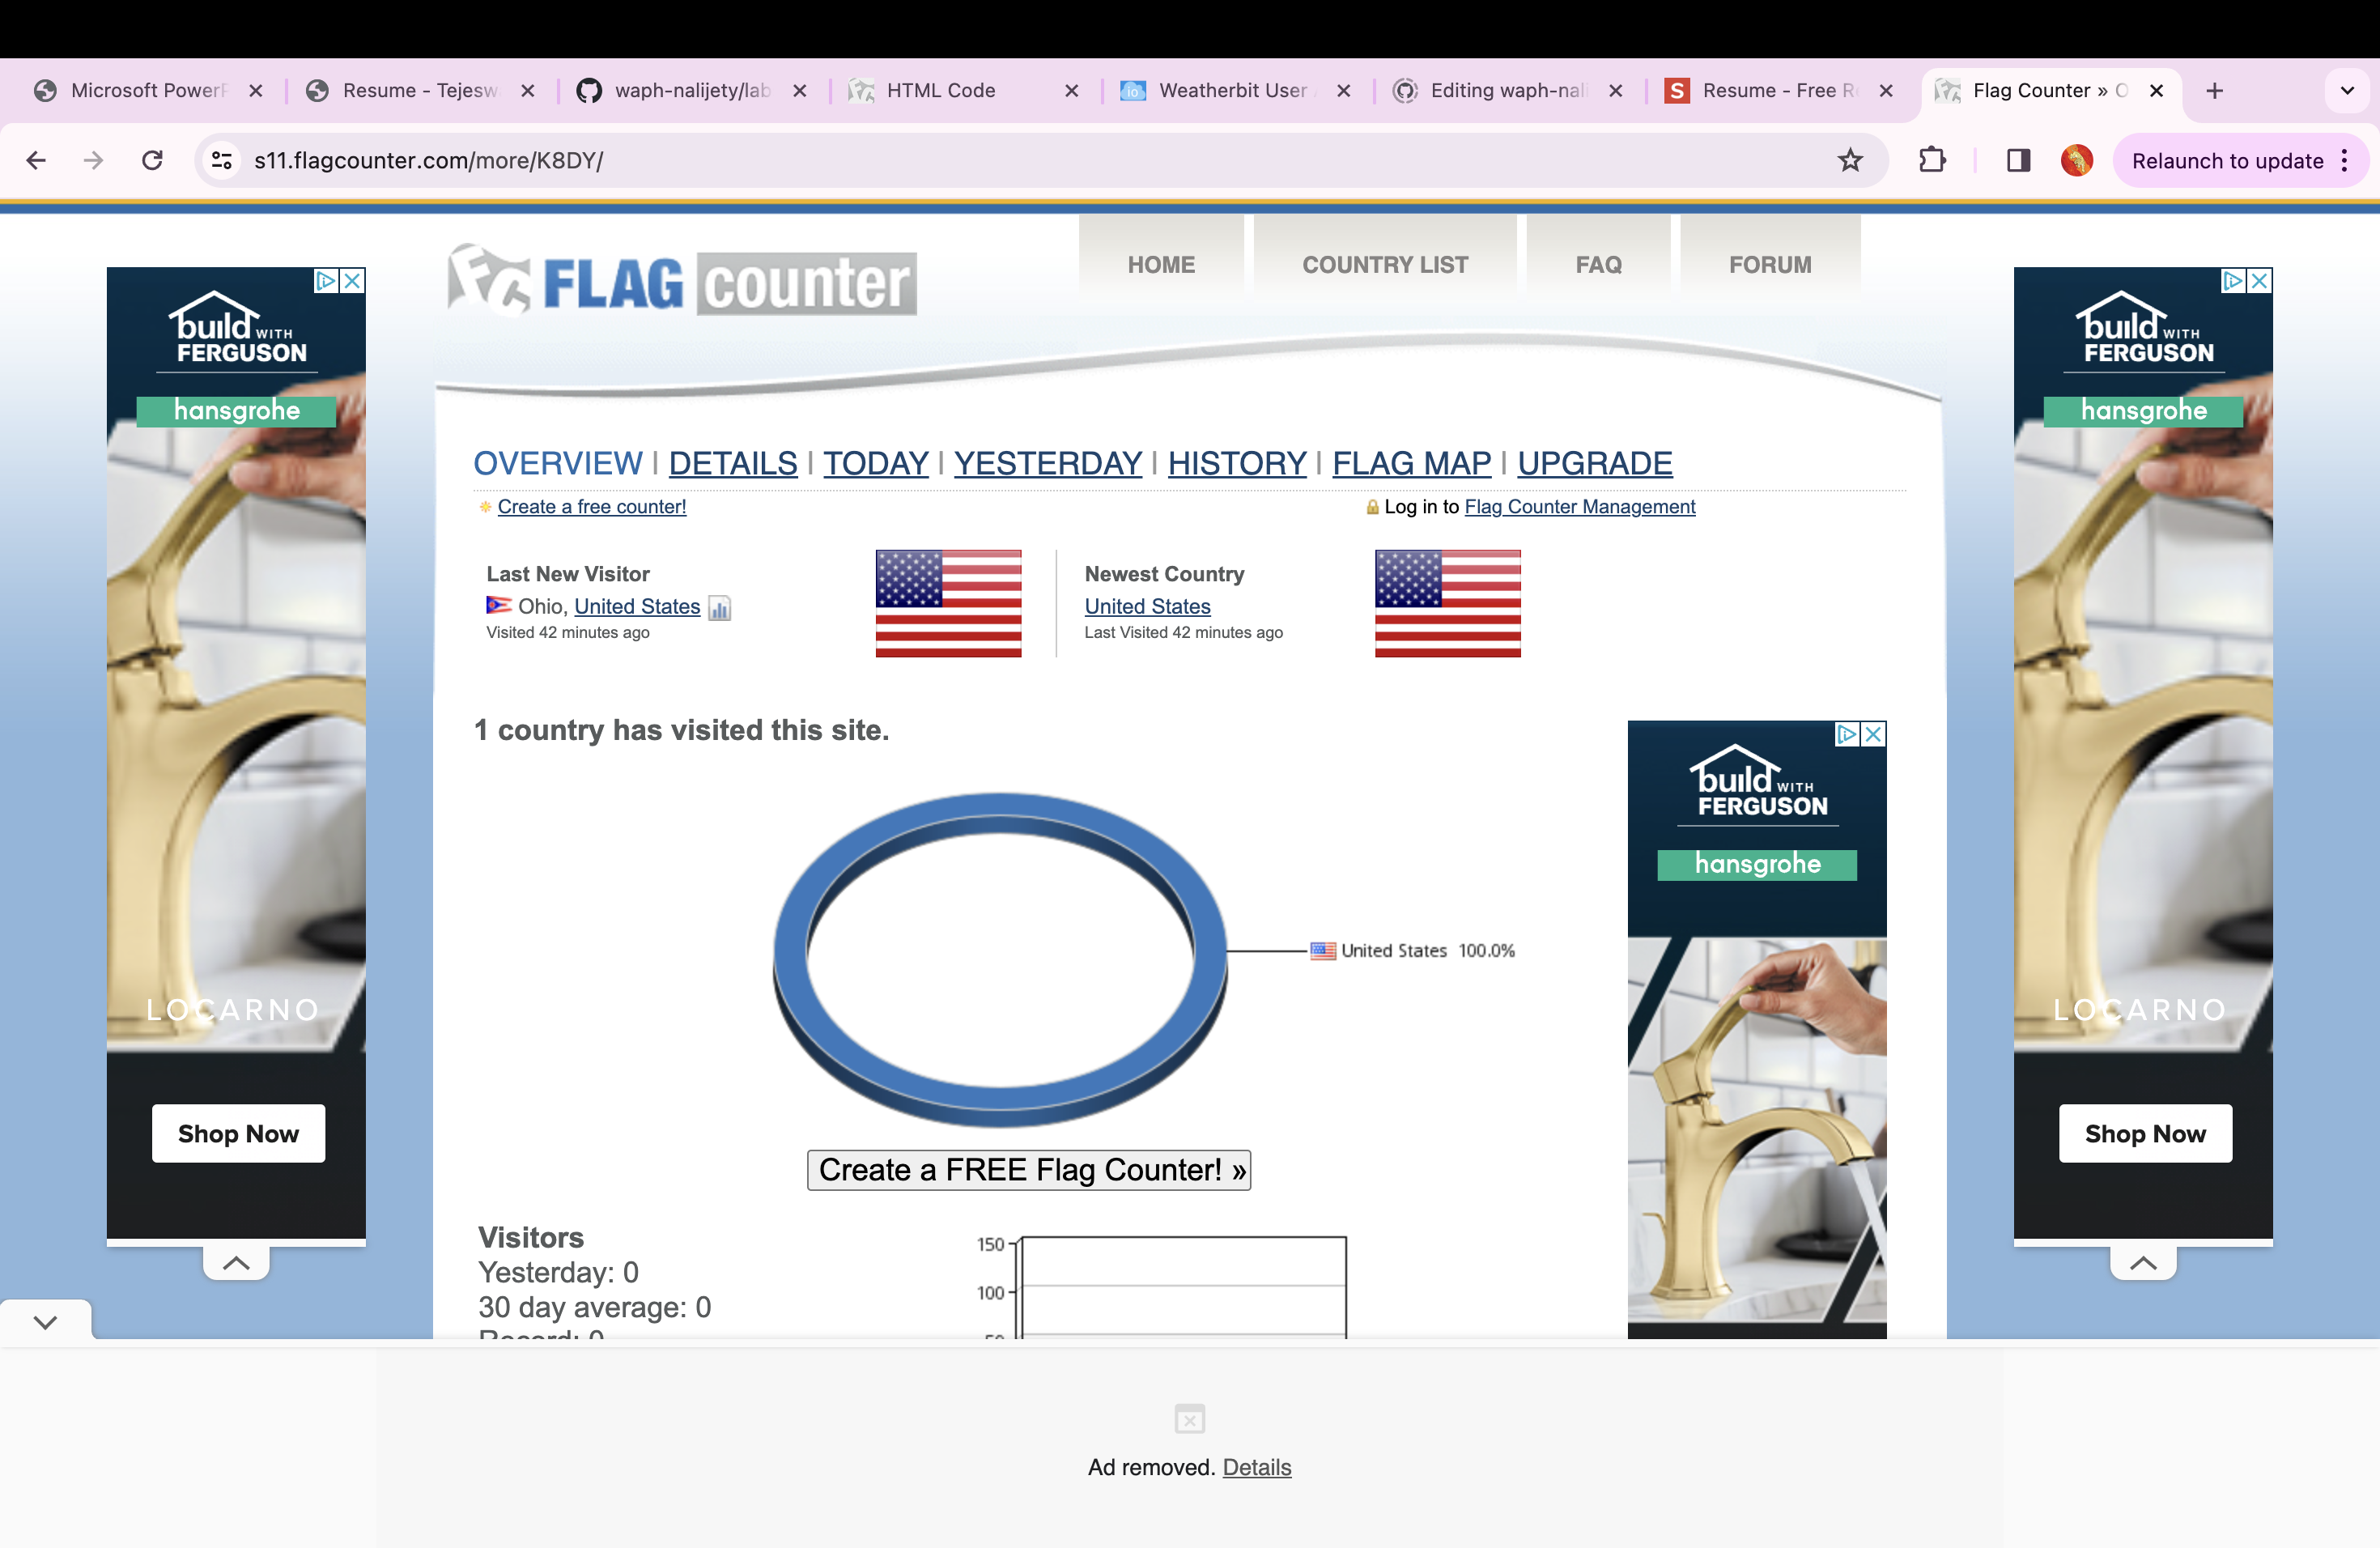 Microsoft PowerP
Resume - Tejesw
waph-nalijety/lab
HTML Code
Weatherbit User
Editing waph-nali
Resume - Free R
Flag Counter » O
s11.flagcounter.com/more/K8DY/
Relaunch to update
FLAG counter
HOME
COUNTRY LIST
FAQ
FORUM
build WITH
FERGUSON
hansgrohe
LOCARNO
Shop Now
build WITH
FERGUSON
hansgrohe
LOCARNO
Shop Now
OVERVIEW | DETAILS | TODAY | YESTERDAY | HISTORY | FLAG MAP | UPGRADE
Create a free counter!
Log in to Flag Counter Management
Last New Visitor
Ohio, United States
Visited 42 minutes ago
Newest Country
United States
Last Visited 42 minutes ago
1 country has visited this site.
United States 100.0%
build WITH
FERGUSON
hansgrohe
Create a FREE Flag Counter! »
Visitors
Yesterday: 0
30 day average: 0
Record: 0
150
100
50
Ad removed. Details